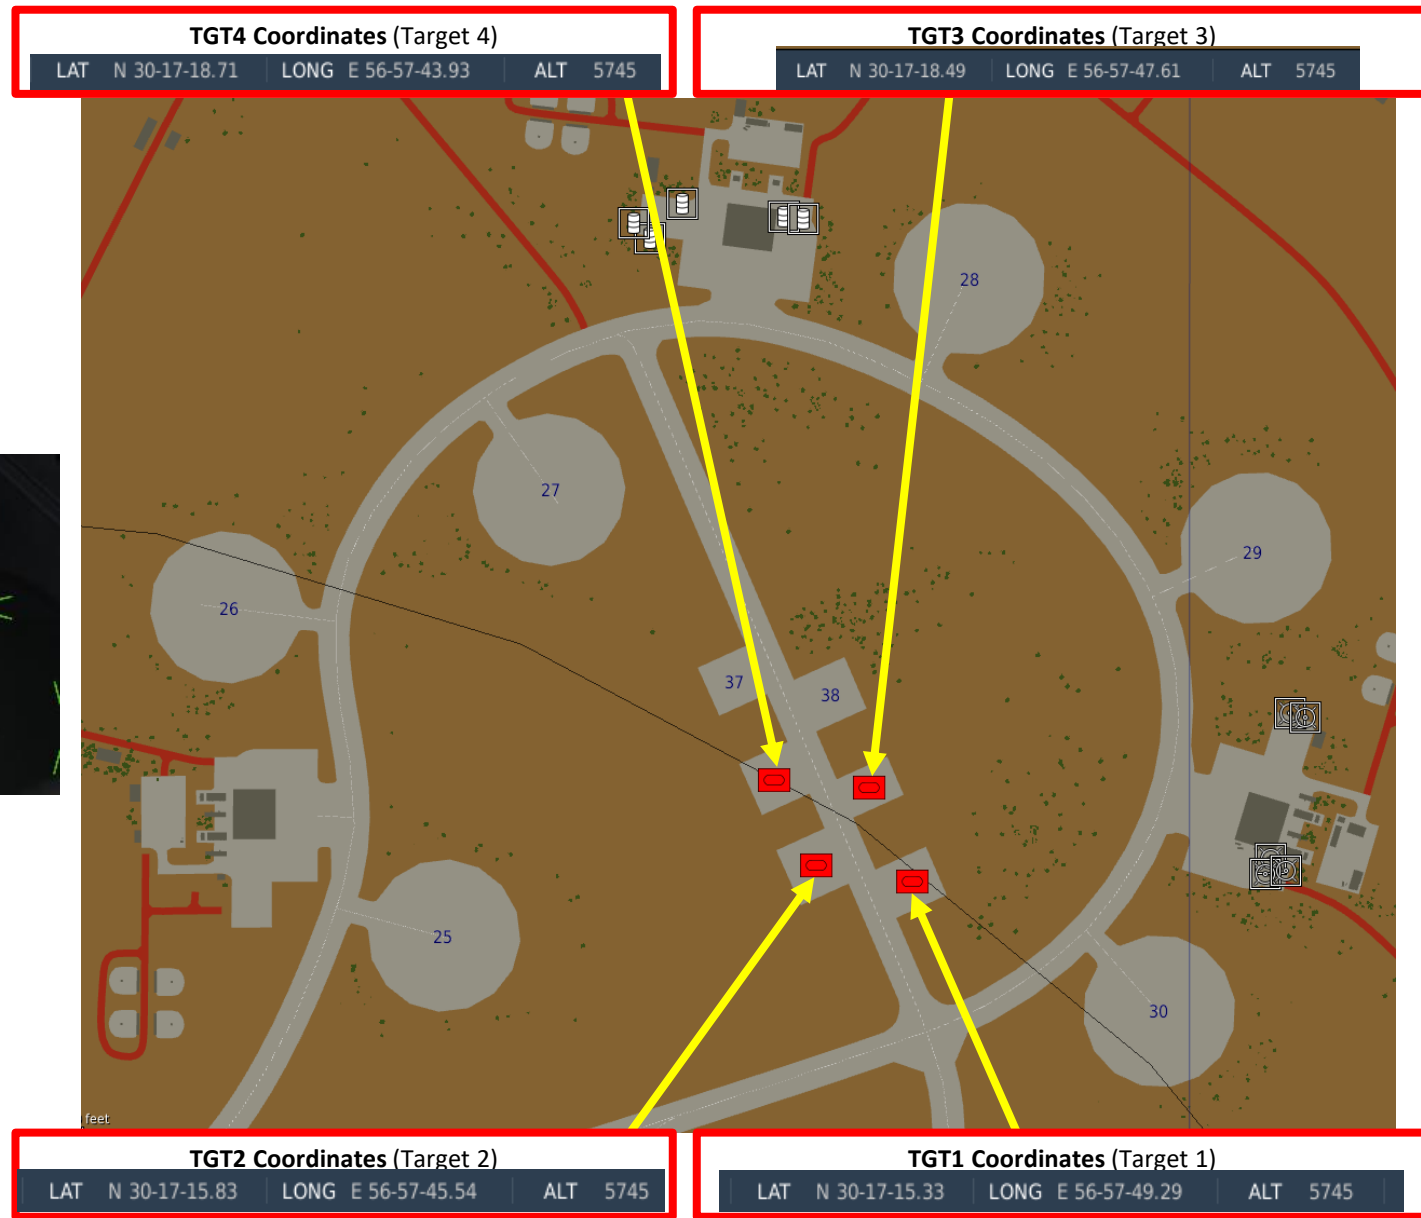 TGT4 Coordinates (Target 4)
LAT N 30-17-18.71 LONG E 56-57-43.93 ALT 5745
TGT3 Coordinates (Target 3)
LAT N 30-17-18.49 LONG E 56-57-47.61 ALT 5745
28
27
29
26
37
38
25
30
feet
TGT2 Coordinates (Target 2)
LAT N 30-17-15.83 LONG E 56-57-45.54 ALT 5745
TGT1 Coordinates (Target 1)
LAT N 30-17-15.33 LONG E 56-57-49.29 ALT 5745